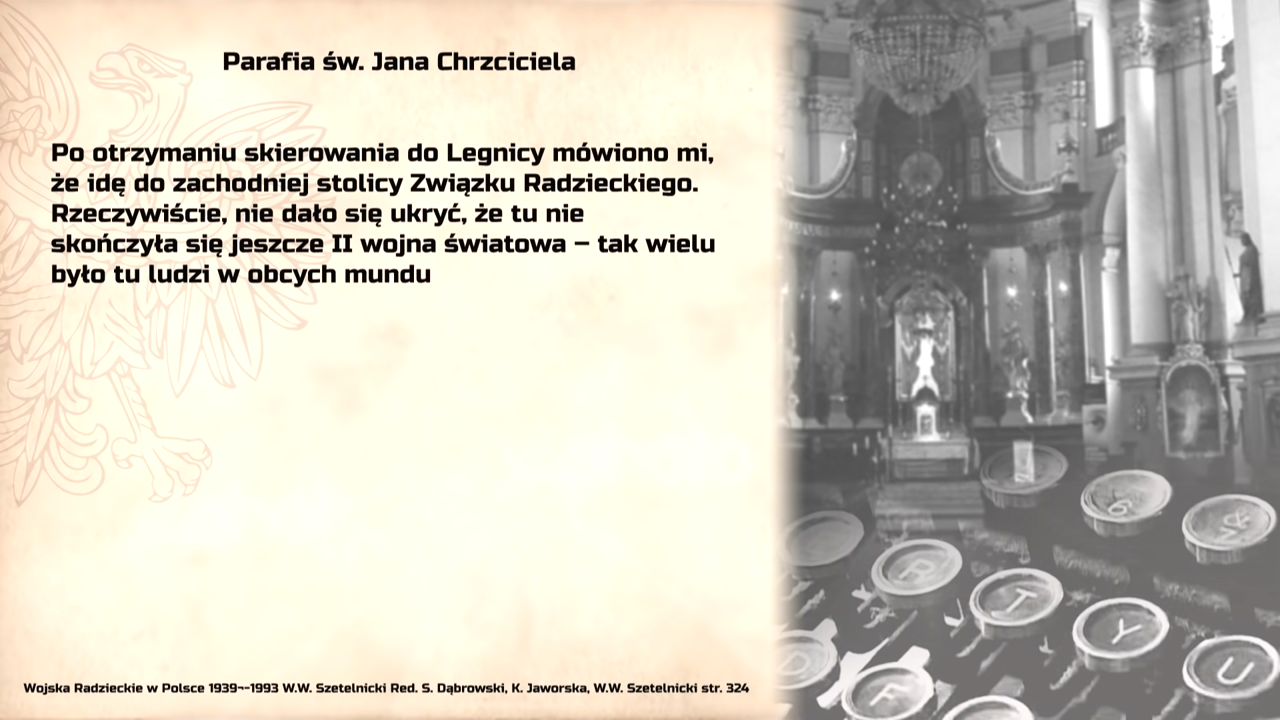 Parafia św. Jana Chrzciciela
Po otrzymaniu skierowania do Legnicy mówiono mi,
że idę do zachodniej stolicy Związku Radzieckiego.
Rzeczywiście, nie dało się ukryć, że tu nie
skończyła się jeszcze II wojna światowa – tak wielu
było tu ludzi w obcych mundu
6
&
7
R T Y U
D F
Wojska Radzieckie w Polsce 1939¬-1993 W.W. Szetelnicki Red. S. Dąbrowski, K. Jaworska, W.W. Szetelnicki str. 324